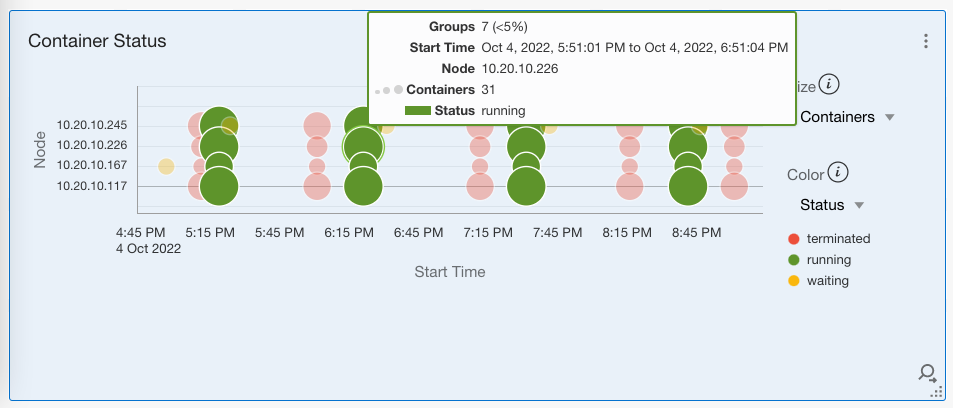 Container Status
Groups 7 (<5%)
Start Time Oct 4, 2022, 5:51:01 PM to Oct 4, 2022, 6:51:04 PM
Node 10.20.10.226
Containers 31
Status running
Containers
Node
10.20.10.245
10.20.10.226
10.20.10.167
10.20.10.117
4:45 PM 5:15 PM 5:45 PM 6:15 PM 6:45 PM 7:15 PM 7:45 PM 8:15 PM 8:45 PM
4 Oct 2022
Start Time
Color
Status
terminated
running
waiting